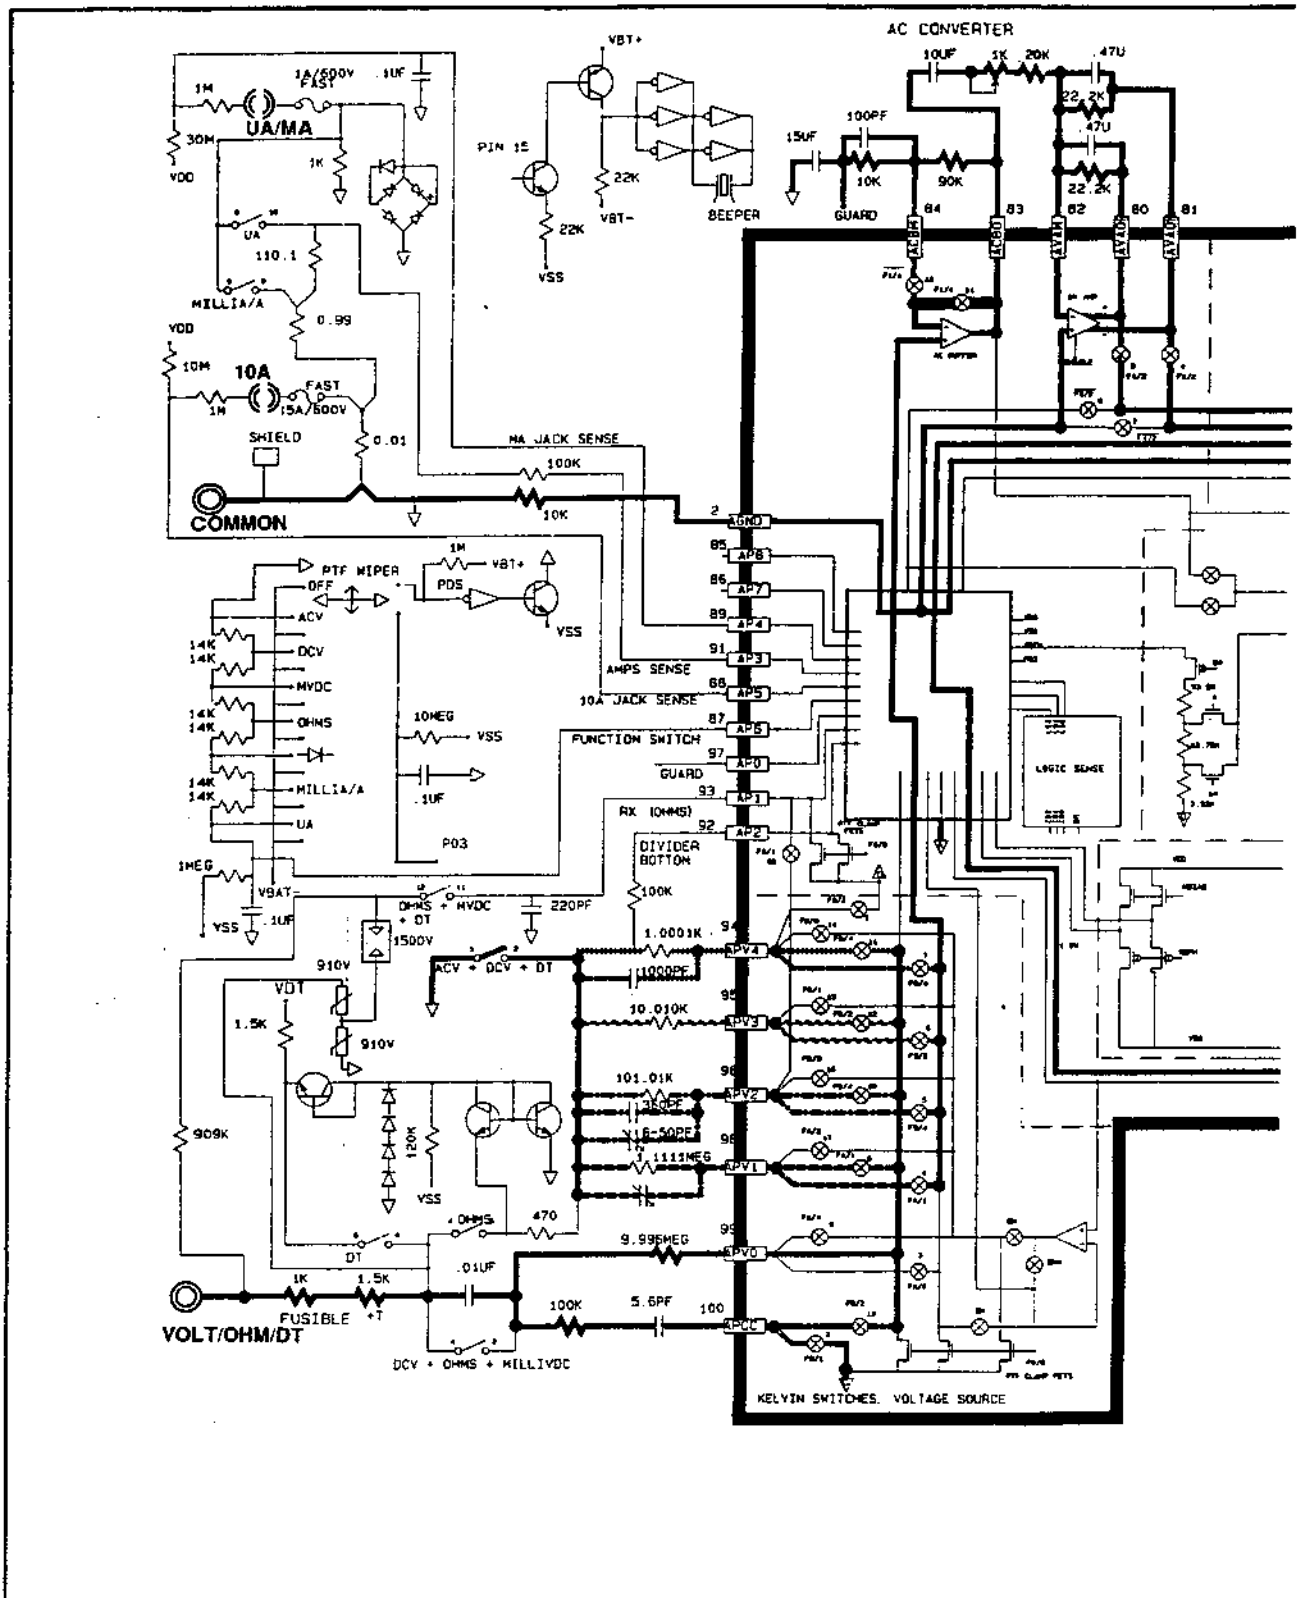 AC CONVERTER
VBT+
10UF
1K
20K
.47U
1A/600V
FAST
.1UF
1M
UA/MA
22.2K
30M
100PF
.47U
15UF
PIN 15
1K
VDD
22K
10K
90K
22.2K
VBT-
BEEPER
GUARD
84
83
82
80
81
22K
UA
110.1
VSS
MILLIA/A
0.99
VDD
10M
10A
FAST
1M
15A/600V
SHIELD
0.01
MA JACK SENSE
100K
COMMON
10K
2
AGND
85
AP8
1M
VBT+
PTF WIPER
OFF
PDS
86
AP7
ACV
VSS
89
AP4
14K
14K
DCV
91
AP3
AMPS SENSE
MVDC
68
AP5
10A JACK SENSE
14K
14K
OHMS
10MEG
VSS
87
AP6
FUNCTION SWITCH
97
AP0
GUARD
LOGIC SENSE
14K
14K
MILLIA/A
.1UF
93
AP1
RX (OHMS)
UA
92
AP2
P03
DIVIDER
BOTTOM
1MEG
VBAT-
OHMS + MVDC
+ DT
100K
VSS
.1UF
220PF
1500V
94
1.0001K
APV4
910V
ACV + DCV + DT
1000PF
VDT
95
1.5K
10.010K
APV3
910V
96
101.01K
APV2
360PF
909K
120K
6-50PF
98
1.1111MEG
APV1
VSS
OHMS
470
99
9.996MEG
APV0
DT
.01UF
1K
1.5K
100K
5.6PF
100
FUSIBLE
+T
VOLT/OHM/DT
DCV + OHMS + MILLIVDC
KELVIN SWITCHES. VOLTAGE SOURCE